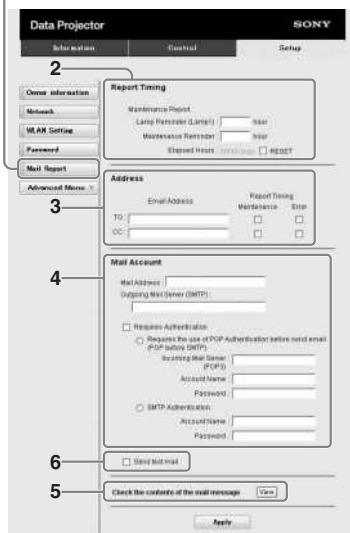 Data Projector SONY
Information Control Setup
2
Owner information
Network
WLAN Setting
Password
Mail Report
Advanced Menu
Report Timing
Maintenance Report
Lamp Reminder (Lamp1) : hour
Maintenance Reminder hour
Elapsed Hours RESET
3
Address
Email Address Report Timing
Maintenance Error
TO :
CC :
4
Mail Account
Mail Address :
Outgoing Mail Server (SMTP) :
Requires Authentication
Requires the use of POP Authentication before send email
(POP before SMTP)
Incoming Mail Server
(POP3)
Account Name :
Password
SMTP Authentication
Account Name :
Password
6
Send test mail
5
Check the contents of the mail message View
Apply